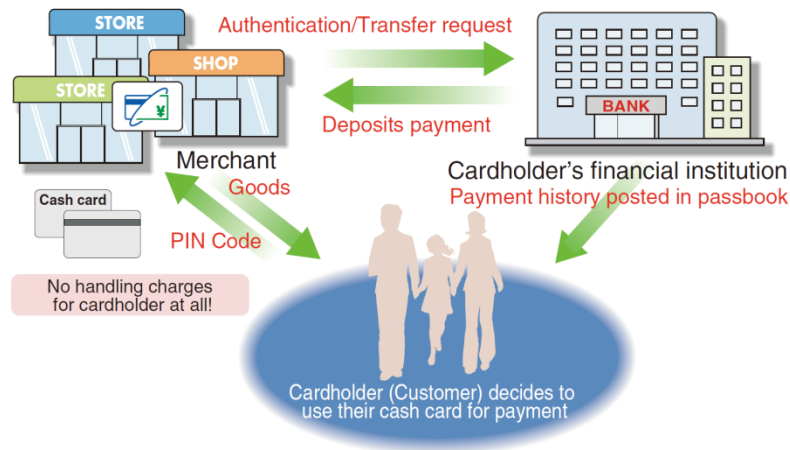 Authentication/Transfer request
STORE
SHOP
STORE
¥
BANK
Deposits payment
Merchant
Cardholder's financial institution
Goods
Payment history posted in passbook
Cash card
PIN Code
No handling charges
for cardholder at all!
Cardholder (Customer) decides to
use their cash card for payment